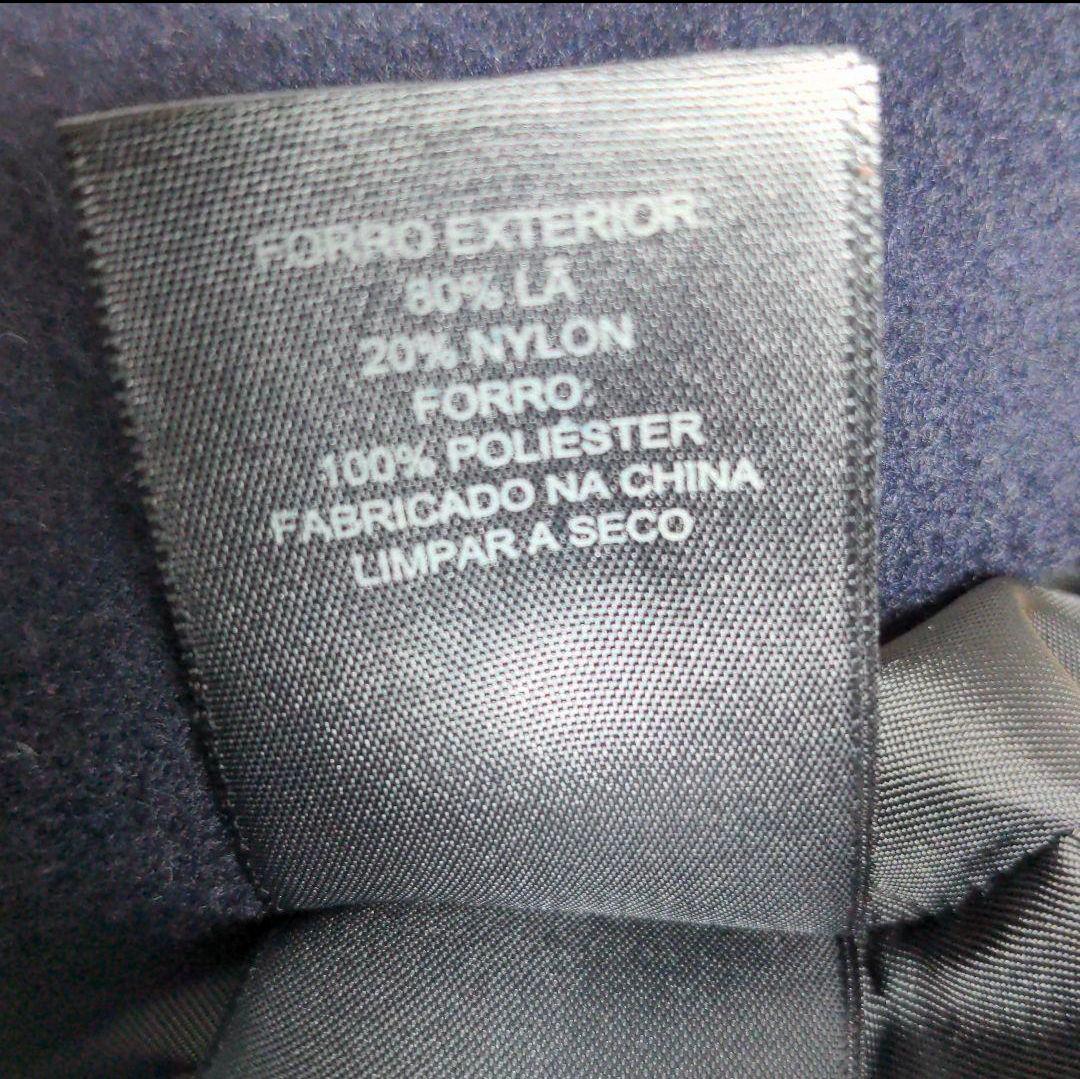 FORRO EXTERIOR:
80% LÃ
20% NYLON
FORRO:
100% POLIÉSTER
FABRICADO NA CHINA
LIMPAR A SECO